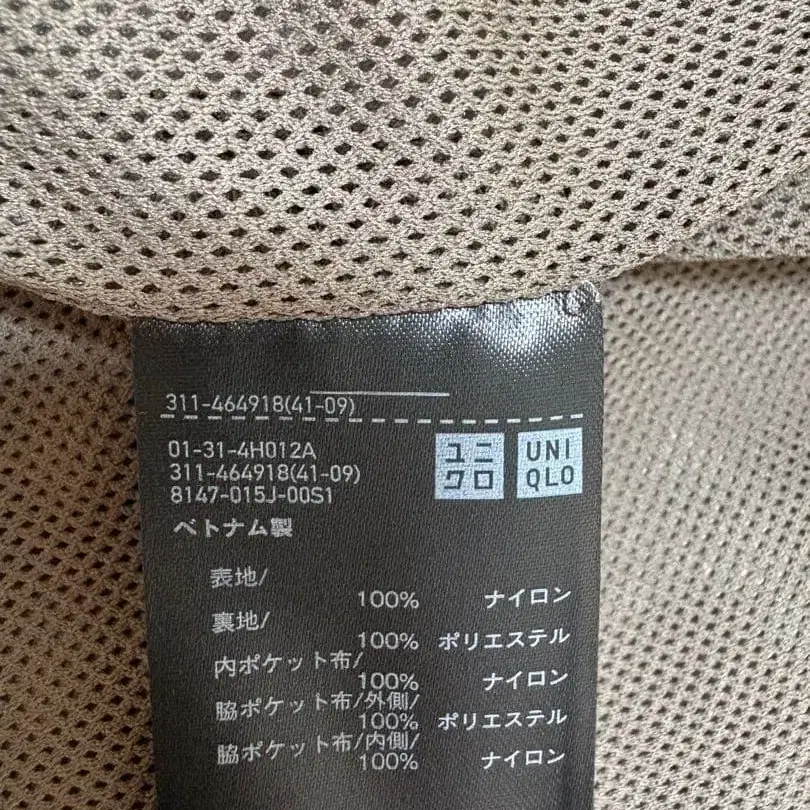 311-464918(41-09)
01-31-4H012A
311-464918(41-09)
8147-015J-00S1
ベトナム製
ユニ
クロ
UNI
QLO
表地/
100% ナイロン
裏地/
100% ポリエステル
内ポケット布/
100% ナイロン
脇ポケット布/外側/
100% ポリエステル
脇ポケット布/内側/
100% ナイロン